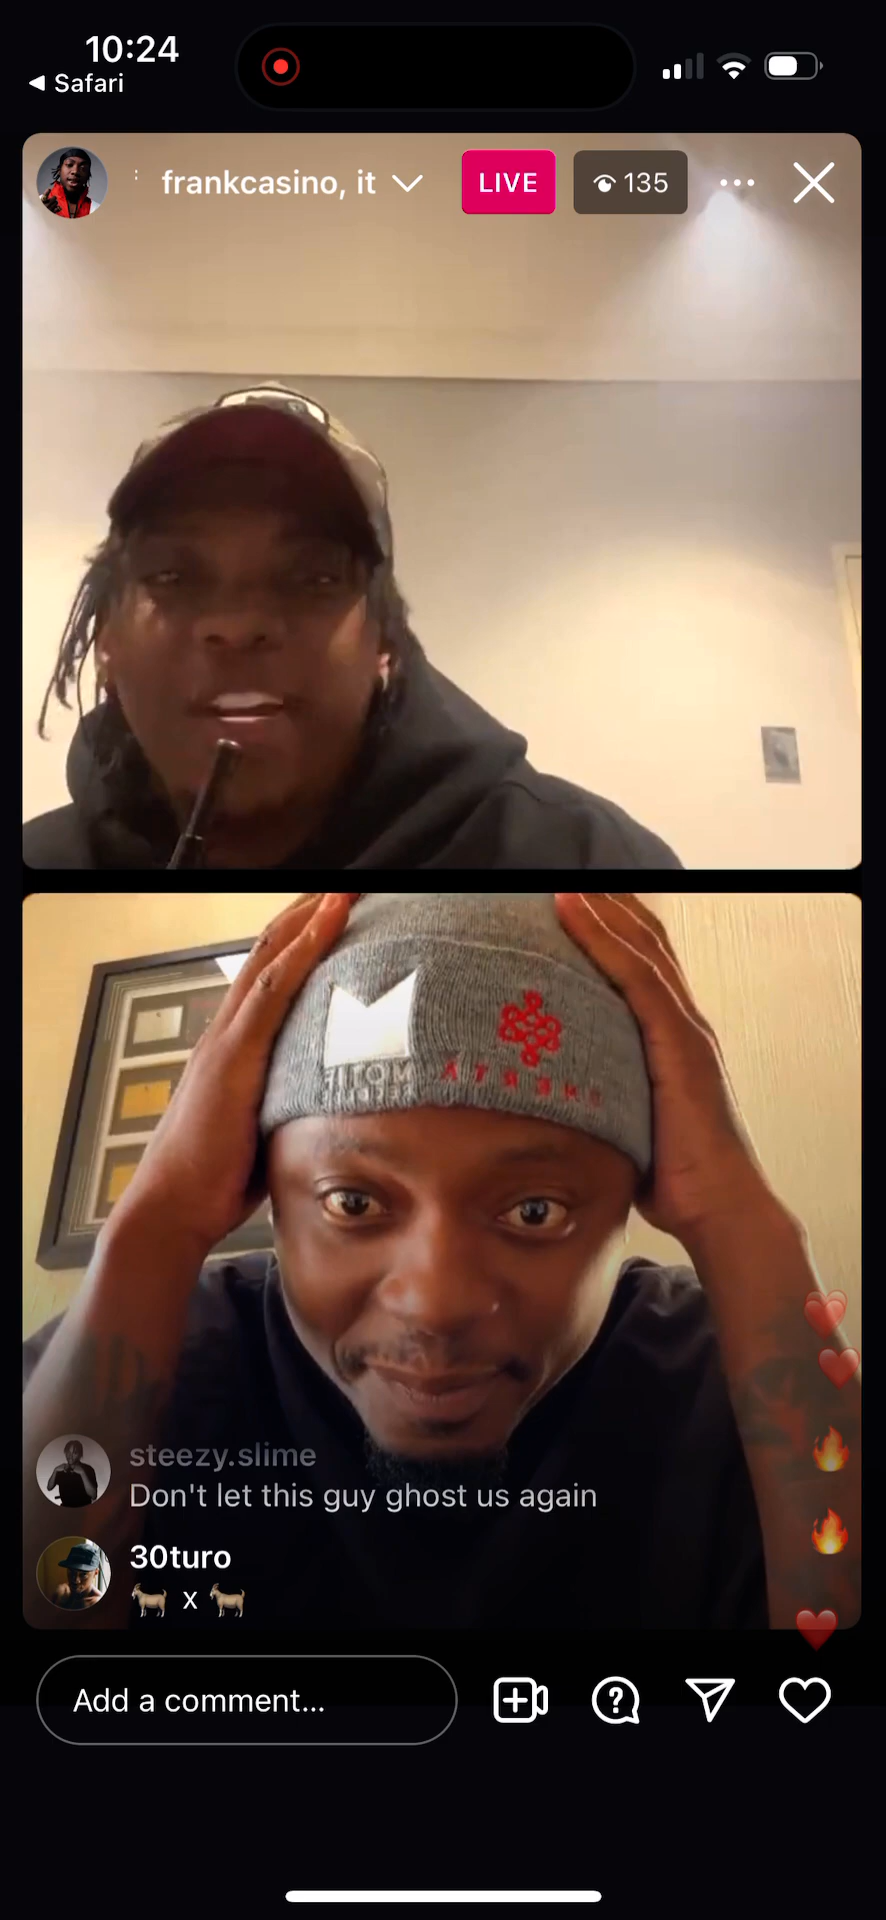 10:24
Safari
frankcasino, it
LIVE
135
MOTIF
steezy.slime
Don't let this guy ghost us again
30turo
🐐 x 🐐
Add a comment...